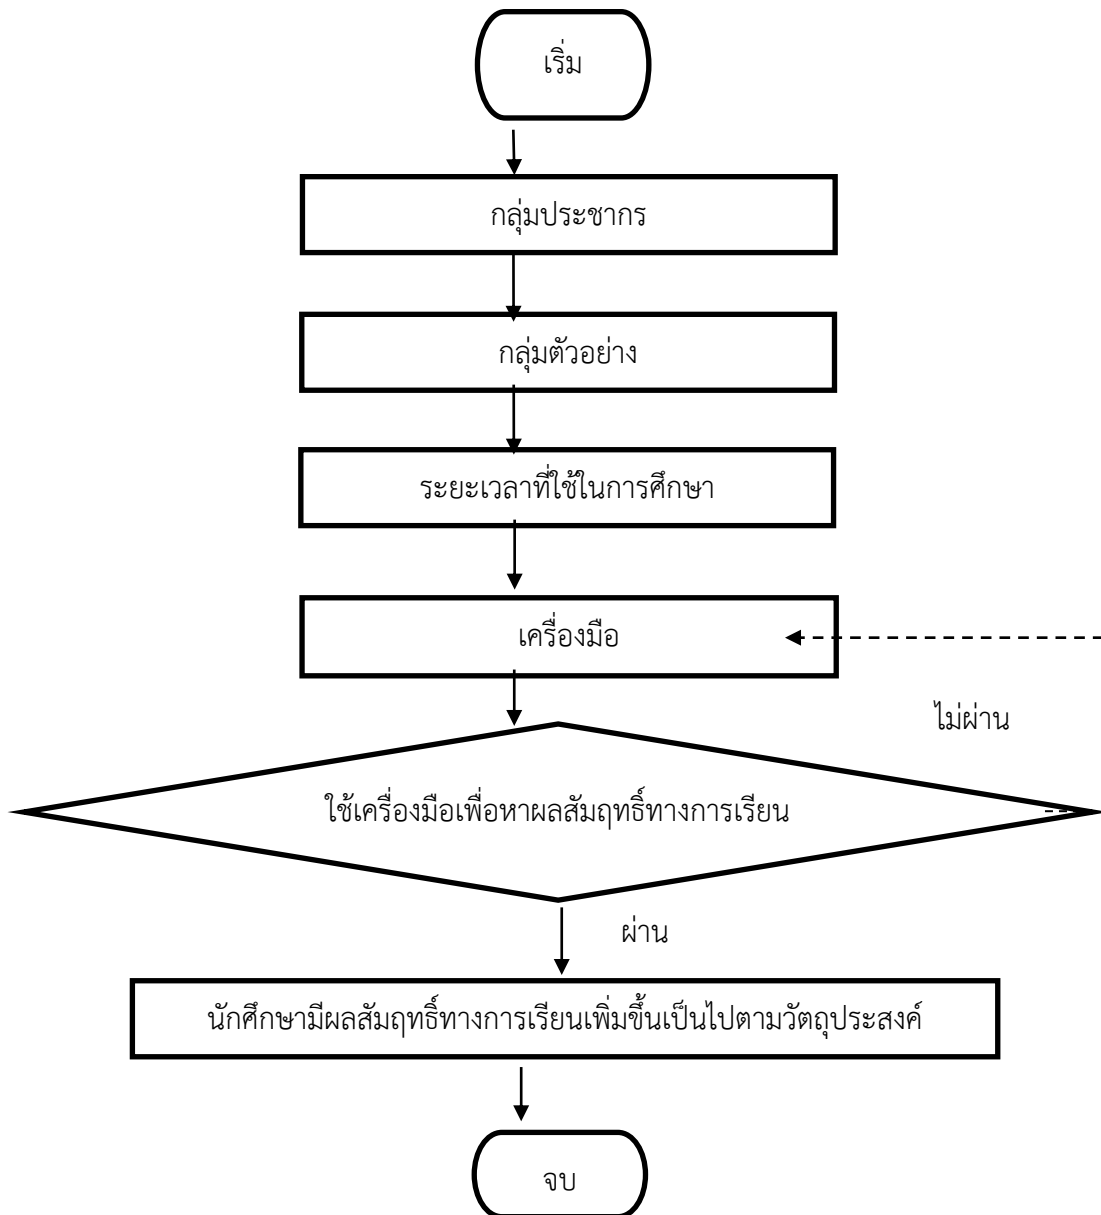 เริ่ม
กลุ่มประชากร
กลุ่มตัวอย่าง
ระยะเวลาที่ใช้ในการศึกษา
เครื่องมือ
ไม่ผ่าน
ใช้เครื่องมือเพื่อหาผลสัมฤทธิ์ทางการเรียน
ผ่าน
นักศึกษามีผลสัมฤทธิ์ทางการเรียนเพิ่มขึ้นเป็นไปตามวัตถุประสงค์
จบ